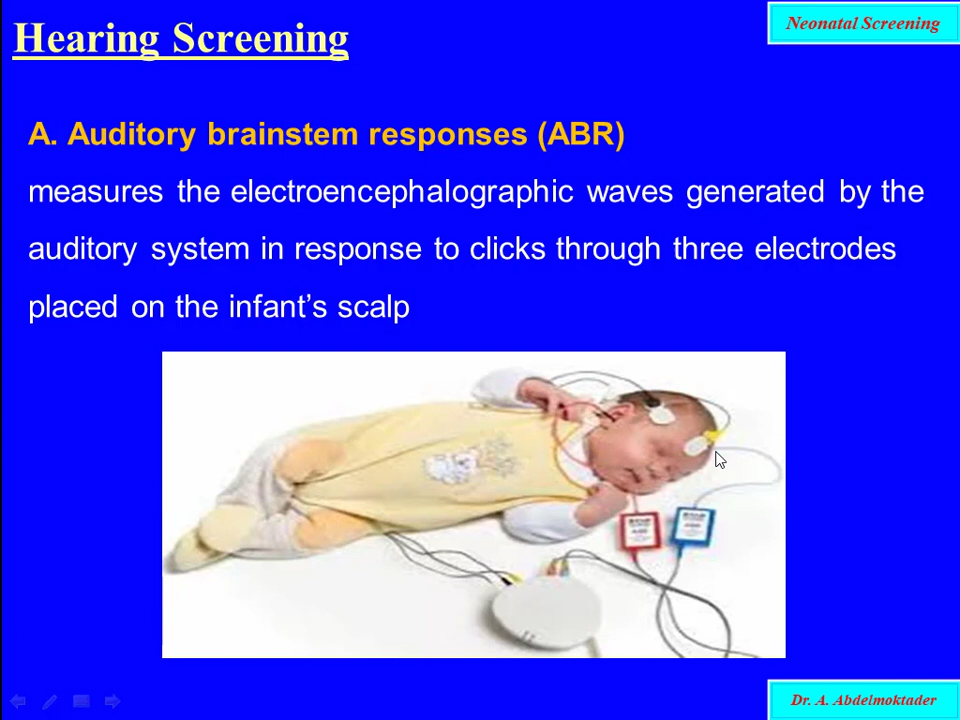 Hearing Screening
Neonatal Screening
A. Auditory brainstem responses (ABR)
measures the electroencephalographic waves generated by the
auditory system in response to clicks through three electrodes
placed on the infant’s scalp
Dr. A. Abdelmoktader